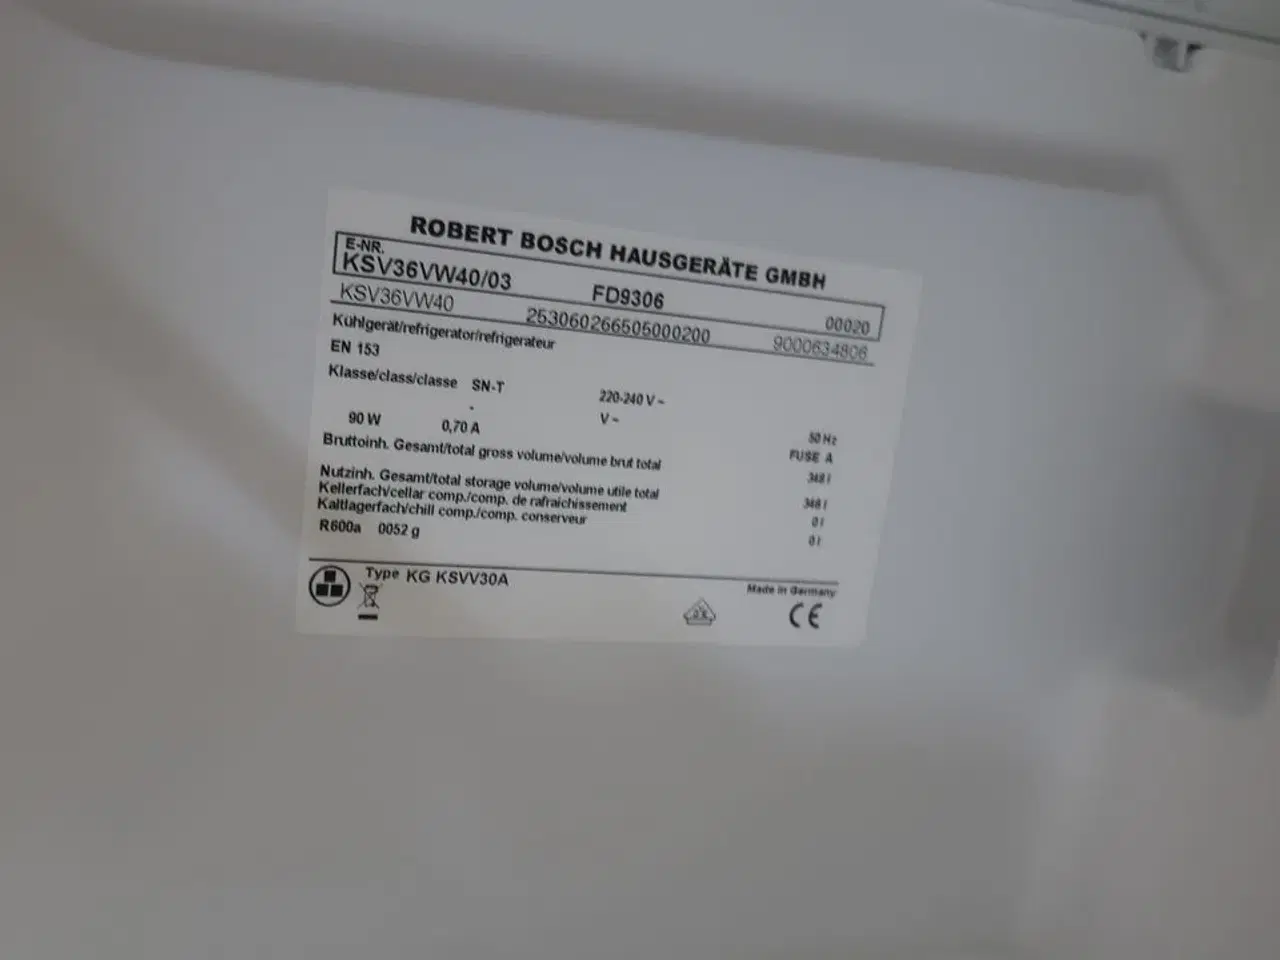 ROBERT BOSCH HAUSGERÄTE GMBH
E-NR.
KSV36VW40/03 FD9306 00020
KSV36VW40 253060266505000200 9000634806
Kühlgerät/refrigerator/refrigerateur
EN 153
Klasse/class/classe SN-T 220-240 V ~ 50 Hz
- V ~ FUSE A
90 W 0,70 A
Bruttoinh. Gesamt/total gross volume/volume brut total 348 l
Nutzinh. Gesamt/total storage volume/volume utile total 348 l
Kellerfach/cellar comp./comp. de rafraichissement 0 l
Kaltlagerfach/chill comp./comp. conserveur 0 l
R600a 0052 g
Type KG KSVV30A
Made in Germany
CE